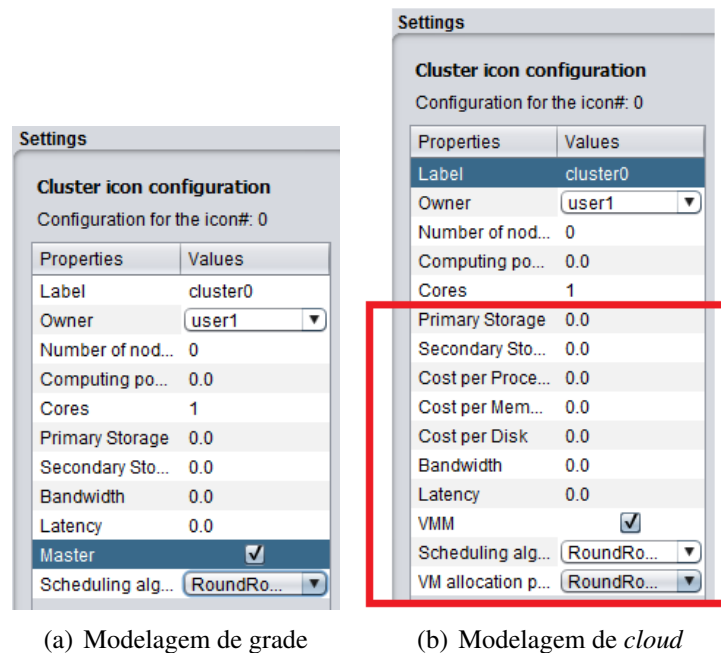 Settings
Cluster icon configuration
Configuration for the icon#: 0
Properties Values
Label cluster0
Owner user1
Number of nod... 0
Computing po... 0.0
Cores 1
Primary Storage 0.0
Secondary Sto... 0.0
Bandwidth 0.0
Latency 0.0
Master
Scheduling alg... RoundRo...
(a) Modelagem de grade
Settings
Cluster icon configuration
Configuration for the icon#: 0
Properties Values
Label cluster0
Owner user1
Number of nod... 0
Computing po... 0.0
Cores 1
Primary Storage 0.0
Secondary Sto... 0.0
Cost per Proce... 0.0
Cost per Mem... 0.0
Cost per Disk 0.0
Bandwidth 0.0
Latency 0.0
VMM
Scheduling alg... RoundRo...
VM allocation p... RoundRo...
(b) Modelagem de cloud